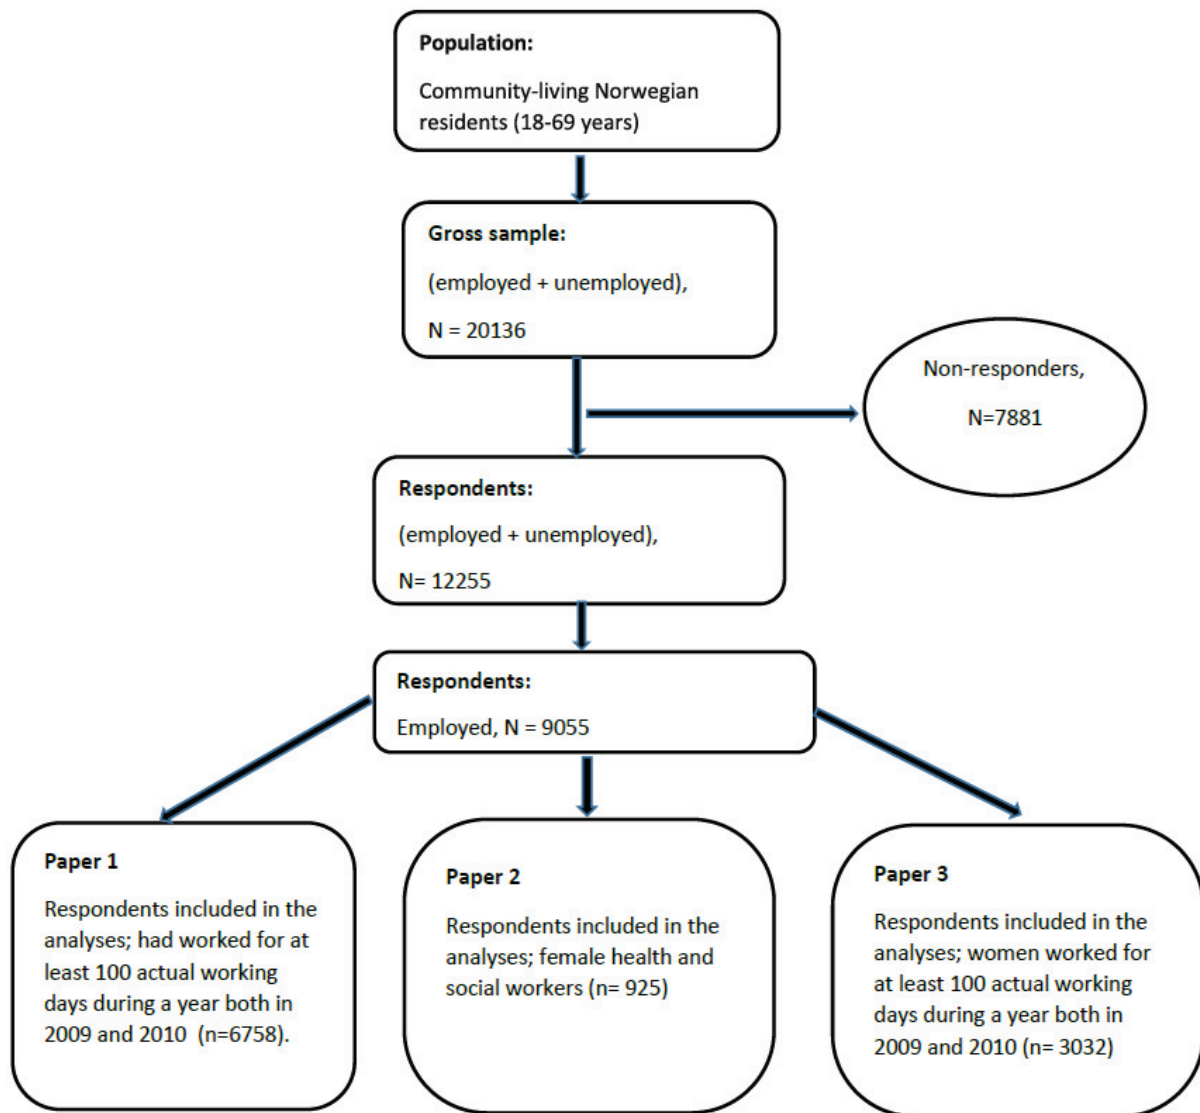 Population:
Community-living Norwegian
residents (18-69 years)
Gross sample:
(employed + unemployed),
N = 20136
Non-responders,
N=7881
Respondents:
(employed + unemployed),
N= 12255
Respondents:
Employed, N = 9055
Paper 1
Respondents included in the
analyses; had worked for at
least 100 actual working
days during a year both in
2009 and 2010  (n=6758).
Paper 2
Respondents included in the
analyses; female health and
social workers (n= 925)
Paper 3
Respondents included in the
analyses; women worked for
at least 100 actual working
days during a year both in
2009 and 2010 (n= 3032)